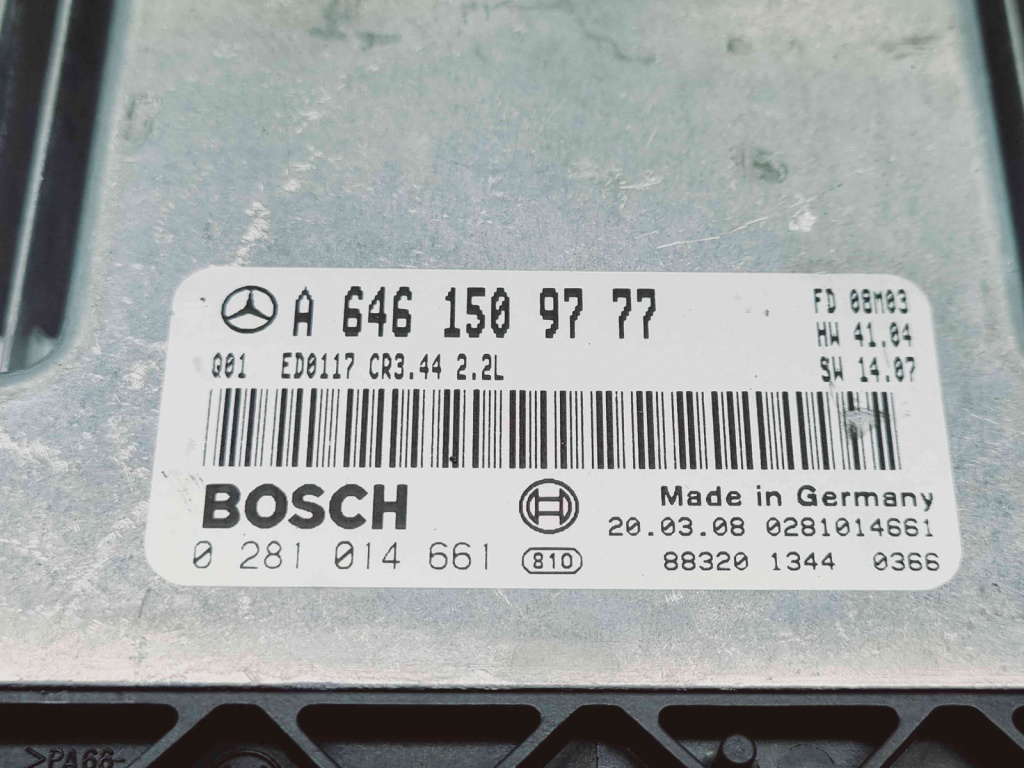 A 646 150 97 77
FD 08M03
HW 41.04
Q01 ED0117 CR3.44 2.2L
SW 14.07
BOSCH
Made in Germany
20.03.08 0281014661
0 281 014 661
810
88320 1344 0366
>PA66-